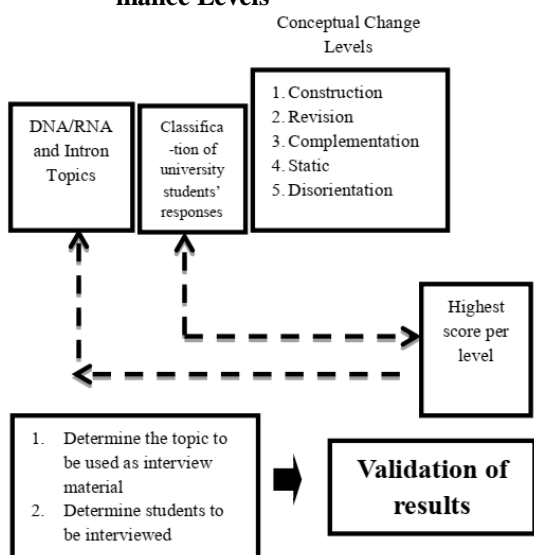 mance Levels
Conceptual Change
Levels
DNA/RNA
and Intron
Topics
Classifica
-tion of
university
students'
responses
1. Construction
2. Revision
3. Complementation
4. Static
5. Disorientation
Highest
score per
level
1. Determine the topic to
be used as interview
material
2. Determine students to
be interviewed
Validation of
results